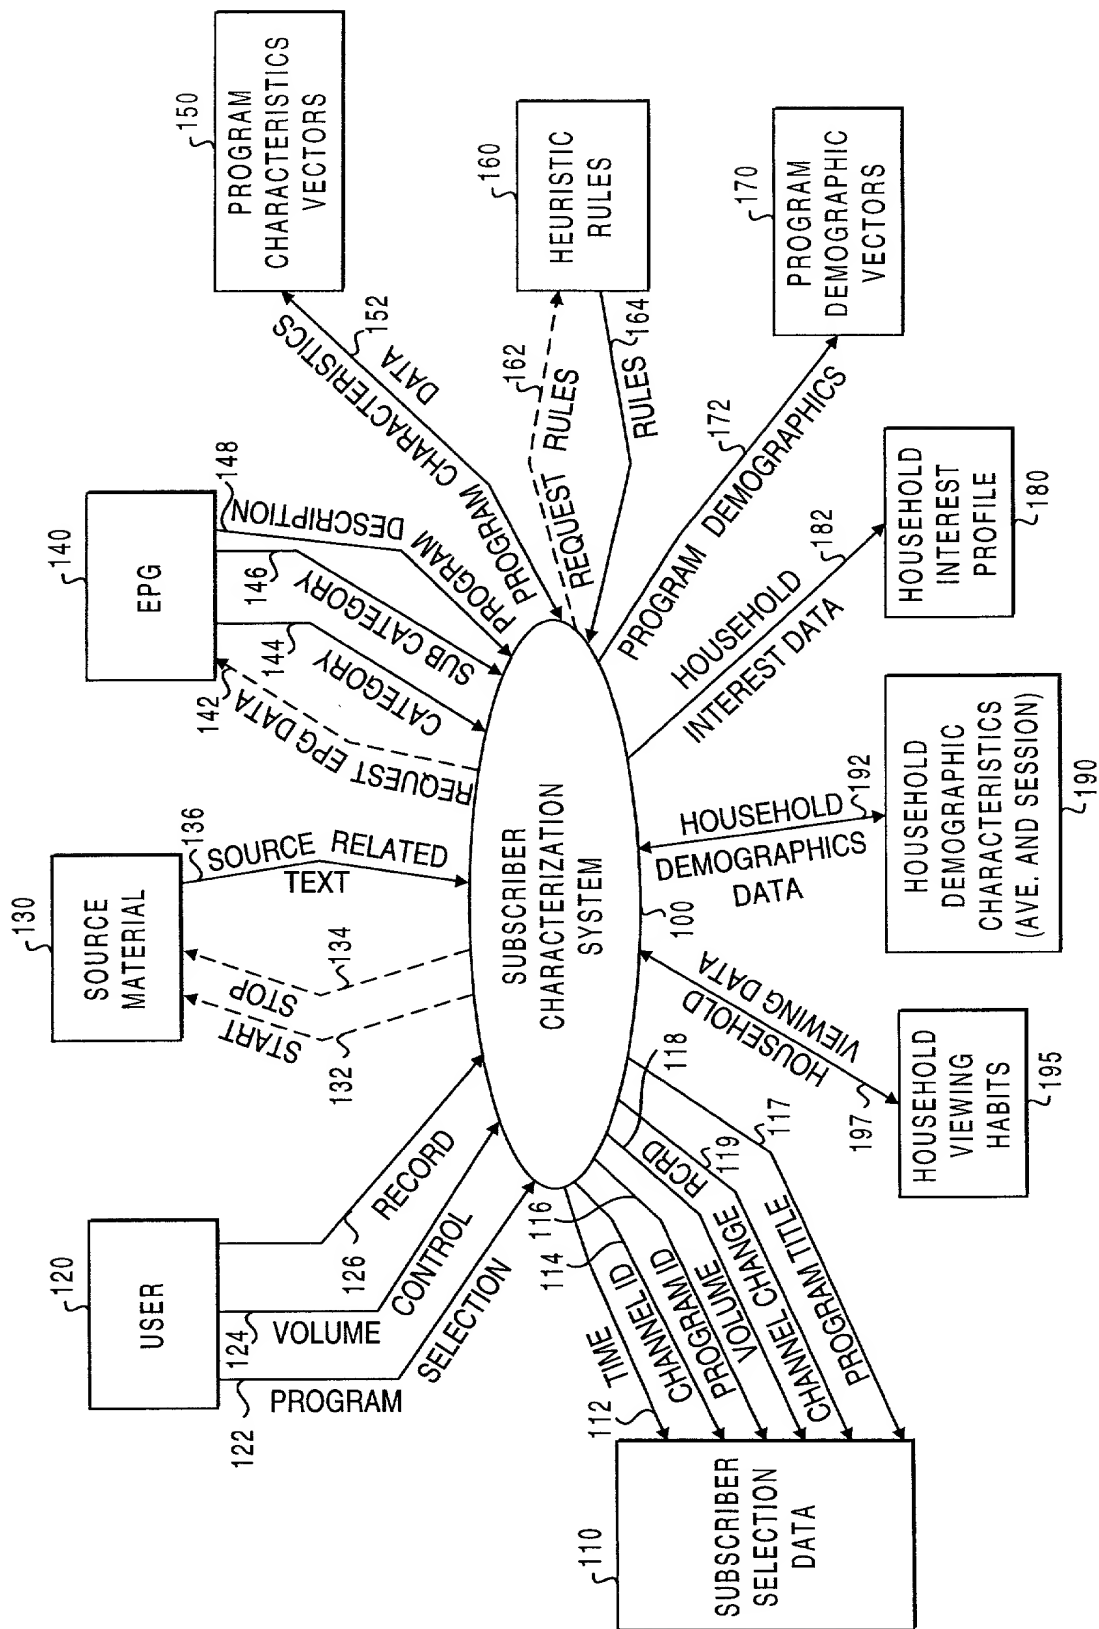 120
USER
122
PROGRAM
SELECTION
124
VOLUME
CONTROL
126
RECORD
130
SOURCE
MATERIAL
START
132
STOP
134
136
SOURCE RELATED
TEXT
140
EPG
REQUEST EPG DATA
142
CATEGORY
144
SUB CATEGORY
146
PROGRAM DESCRIPTION
148
150
PROGRAM
CHARACTERISTICS
VECTORS
PROGRAM CHARACTERISTICS
DATA
152
160
HEURISTIC
RULES
162
REQUEST RULES
RULES
164
170
PROGRAM
DEMOGRAPHIC
VECTORS
PROGRAM DEMOGRAPHICS
172
SUBSCRIBER
CHARACTERIZATION
SYSTEM
100
110
SUBSCRIBER
SELECTION
DATA
112
TIME
114
CHANNEL ID
116
PROGRAM ID
VOLUME
118
RCRD
119
CHANNEL CHANGE
117
PROGRAM TITLE
HOUSEHOLD
VIEWING DATA
197
HOUSEHOLD
VIEWING
HABITS
195
HOUSEHOLD
DEMOGRAPHICS
DATA
192
HOUSEHOLD
DEMOGRAPHIC
CHARACTERISTICS
(AVE. AND SESSION)
190
HOUSEHOLD
INTEREST DATA
182
HOUSEHOLD
INTEREST
PROFILE
180